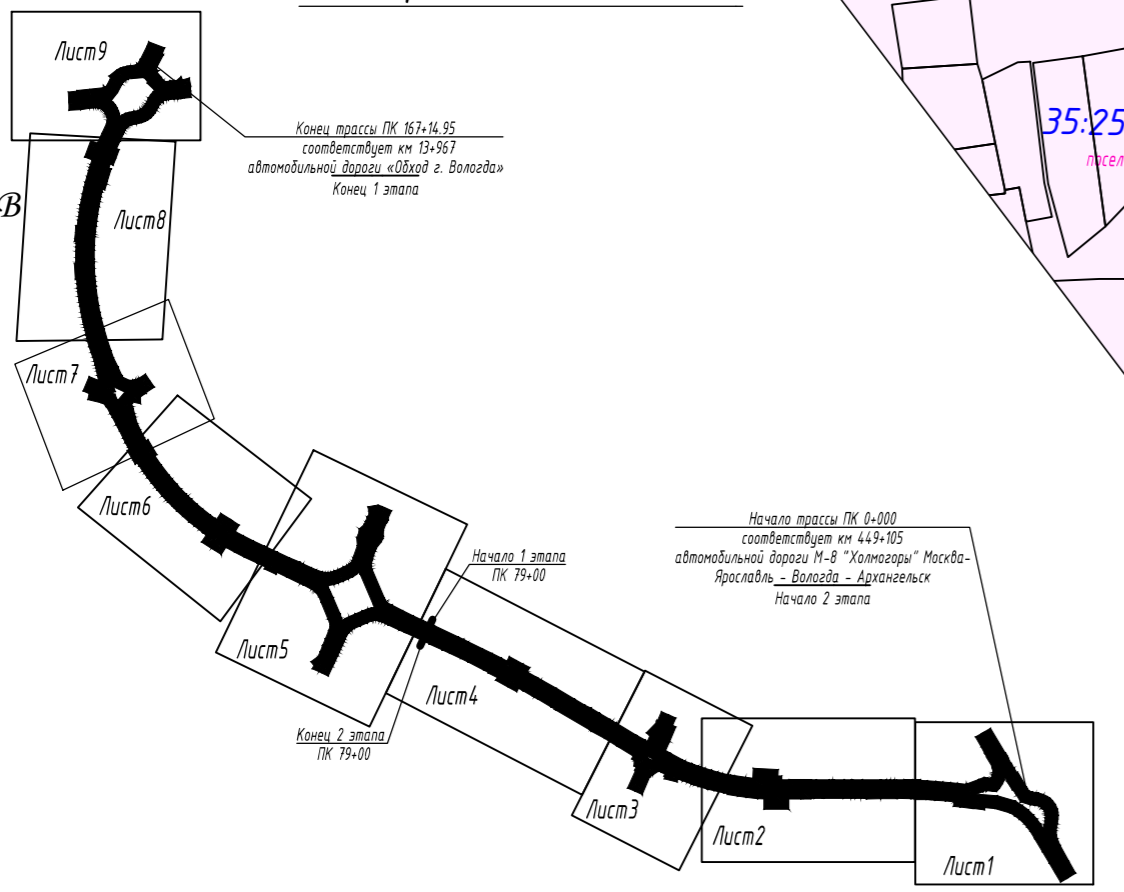 Лист9
Конец трассы ПК 167+14.95
соответствует км 13+967
автомобильной дороги «Обход г. Вологда»
Конец 1 этапа
35:25
посел
В
Лист8
Лист7
Лист6
Начало трассы ПК 0+000
соответствует км 449+105
автомобильной дороги М-8 "Холмогоры" Москва-
Ярославль - Вологда - Архангельск
Начало 2 этапа
Начало 1 этапа
ПК 79+00
Лист5
Лист4
Конец 2 этапа
ПК 79+00
Лист3
Лист2
Лист1